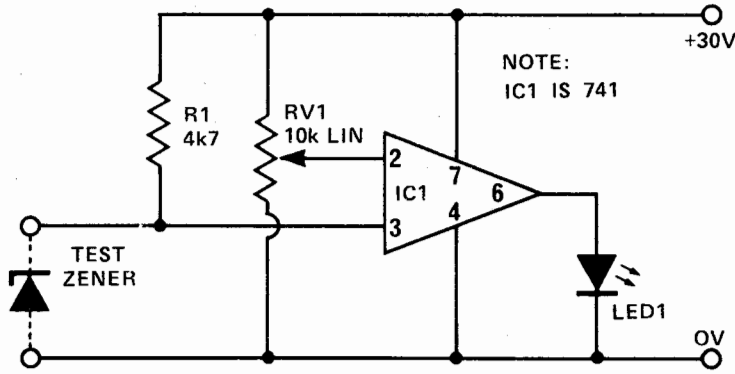 +30V
NOTE:
IC1 IS 741
R1
4k7
RV1
10k LIN
2
IC1
7
6
4
3
TEST
ZENER
LED1
0V